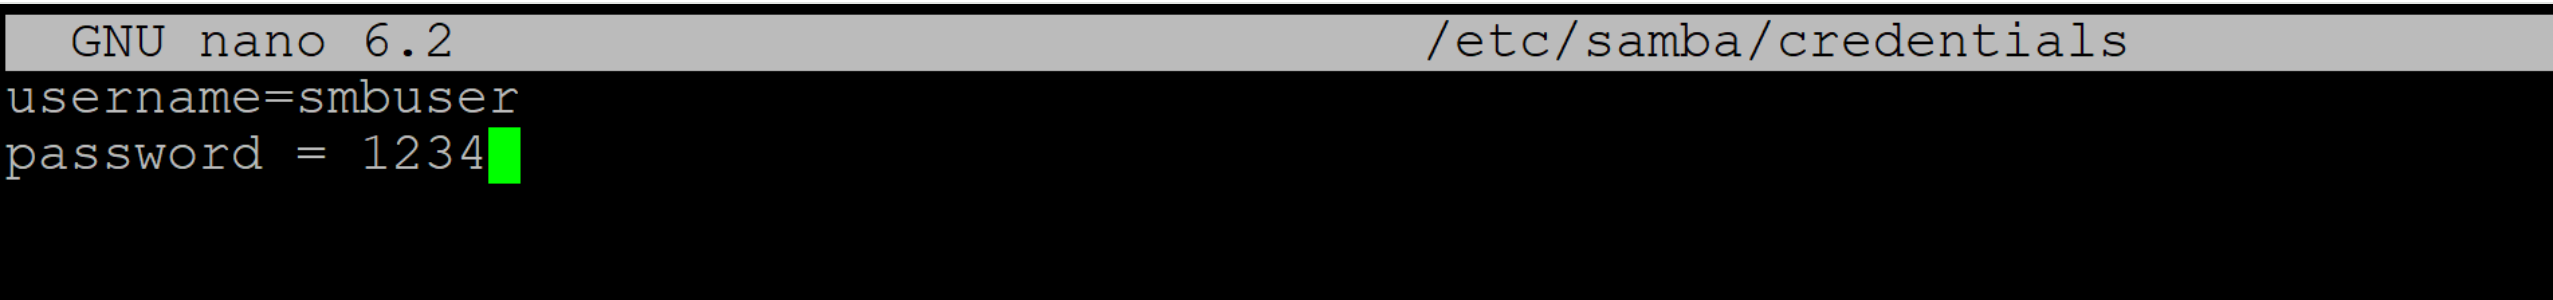 GNU nano 6.2 /etc/samba/credentials
username=smbuser
password = 1234